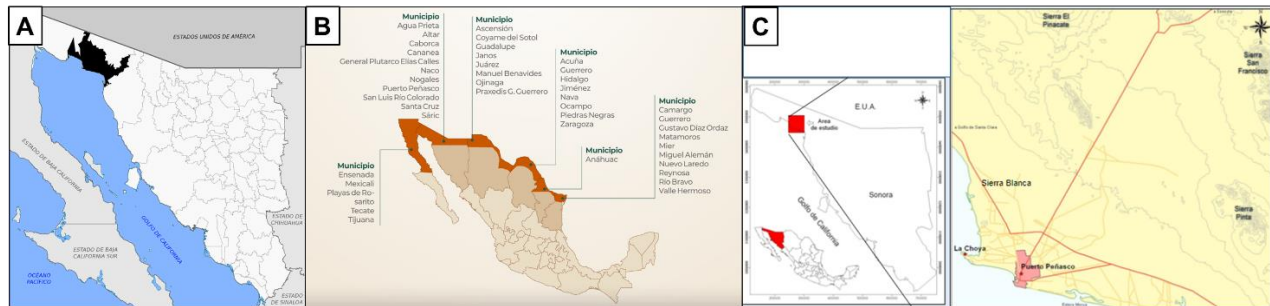 A
ESTADOS UNIDOS DE AMÉRICA
ESTADO DE BAJA CALIFORNIA
GOLFO DE CALIFORNIA
ESTADO DE CHIHUAHUA
ESTADO DE BAJA
CALIFORNIA SUR
OCÉANO
PACÍFICO
ESTADO
DE SINALOA
B
Municipio
Agua Prieta
Altar
Caborca
Cananea
General Plutarco Elías Calles
Naco
Nogales
Puerto Peñasco
San Luis Río Colorado
Santa Cruz
Sáric
Municipio
Ascensión
Coyame del Sotol
Guadalupe
Janos
Juárez
Manuel Benavides
Ojinaga
Praxedis G. Guerrero
Municipio
Acuña
Guerrero
Hidalgo
Jiménez
Nava
Ocampo
Piedras Negras
Zaragoza
Municipio
Camargo
Guerrero
Gustavo Díaz Ordaz
Matamoros
Mier
Miguel Alemán
Nuevo Laredo
Reynosa
Río Bravo
Valle Hermoso
Municipio
Anáhuac
Municipio
Ensenada
Mexicali
Playas de Ro-
sarito
Tecate
Tijuana
C
E.U.A.
Area
de estudio
Sonora
Golfo de California
Sierra El
Pinacate
Sierra
San
Francisco
Sierra Blanca
Sierra
Pinta
La Choya
Puerto Peñasco